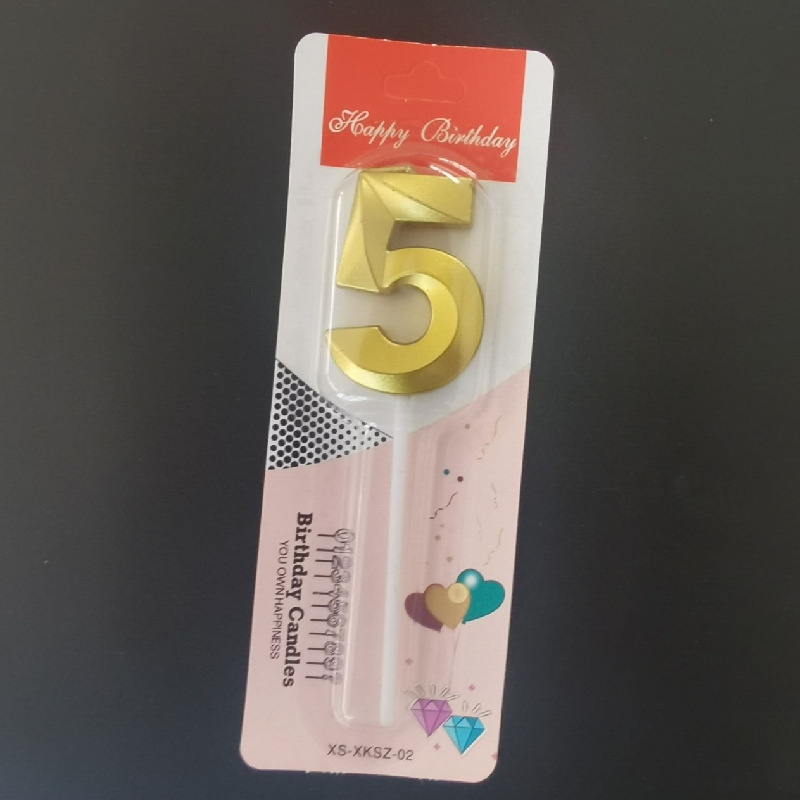 Happy Birthday
5
Birthday Candles
YOU OWN HAPPINESS
XS-XKSZ-02